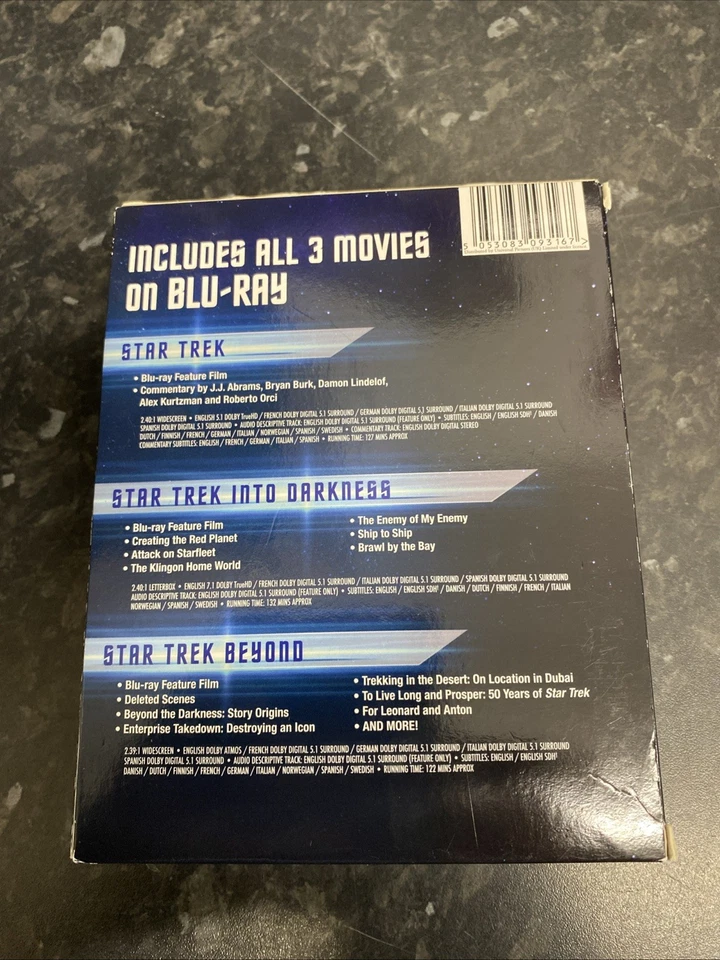 INCLUDES ALL 3 MOVIES
ON BLU-RAY
5 053083 093167 >
Distributed by Universal Pictures (UK) Limited under licence
STAR TREK
• Blu-ray Feature Film
• Commentary by J.J. Abrams, Bryan Burk, Damon Lindelof,
Alex Kurtzman and Roberto Orci
2.40:1 WIDESCREEN • ENGLISH 5.1 DOLBY TrueHD / FRENCH DOLBY DIGITAL 5.1 SURROUND / GERMAN DOLBY DIGITAL 5.1 SURROUND / ITALIAN DOLBY DIGITAL 5.1 SURROUND
SPANISH DOLBY DIGITAL 5.1 SURROUND • AUDIO DESCRIPTIVE TRACK: ENGLISH DOLBY DIGITAL 5.1 SURROUND (FEATURE ONLY) • SUBTITLES: ENGLISH / ENGLISH SDH† / DANISH
DUTCH / FINNISH / FRENCH / GERMAN / ITALIAN / NORWEGIAN / SPANISH / SWEDISH • COMMENTARY TRACK: ENGLISH DOLBY DIGITAL STEREO
COMMENTARY SUBTITLES: ENGLISH / FRENCH / GERMAN / ITALIAN / SPANISH • RUNNING TIME: 127 MINS APPROX
STAR TREK INTO DARKNESS
• Blu-ray Feature Film
• Creating the Red Planet
• Attack on Starfleet
• The Klingon Home World
• The Enemy of My Enemy
• Ship to Ship
• Brawl by the Bay
2.40:1 LETTERBOX • ENGLISH 7.1 DOLBY TrueHD / FRENCH DOLBY DIGITAL 5.1 SURROUND / ITALIAN DOLBY DIGITAL 5.1 SURROUND / SPANISH DOLBY DIGITAL 5.1 SURROUND
AUDIO DESCRIPTIVE TRACK: ENGLISH DOLBY DIGITAL 5.1 SURROUND (FEATURE ONLY) • SUBTITLES: ENGLISH / ENGLISH SDH† / DANISH / DUTCH / FINNISH / FRENCH / ITALIAN
NORWEGIAN / SPANISH / SWEDISH • RUNNING TIME: 132 MINS APPROX
STAR TREK BEYOND
• Blu-ray Feature Film
• Deleted Scenes
• Beyond the Darkness: Story Origins
• Enterprise Takedown: Destroying an Icon
• Trekking in the Desert: On Location in Dubai
• To Live Long and Prosper: 50 Years of Star Trek
• For Leonard and Anton
• AND MORE!
2.39:1 WIDESCREEN • ENGLISH DOLBY ATMOS / FRENCH DOLBY DIGITAL 5.1 SURROUND / GERMAN DOLBY DIGITAL 5.1 SURROUND / ITALIAN DOLBY DIGITAL 5.1 SURROUND
SPANISH DOLBY DIGITAL 5.1 SURROUND • AUDIO DESCRIPTIVE TRACK: ENGLISH DOLBY DIGITAL 5.1 SURROUND (FEATURE ONLY) • SUBTITLES: ENGLISH / ENGLISH SDH†
DANISH / DUTCH / FINNISH / FRENCH / GERMAN / ITALIAN / NORWEGIAN / SPANISH / SWEDISH • RUNNING TIME: 122 MINS APPROX